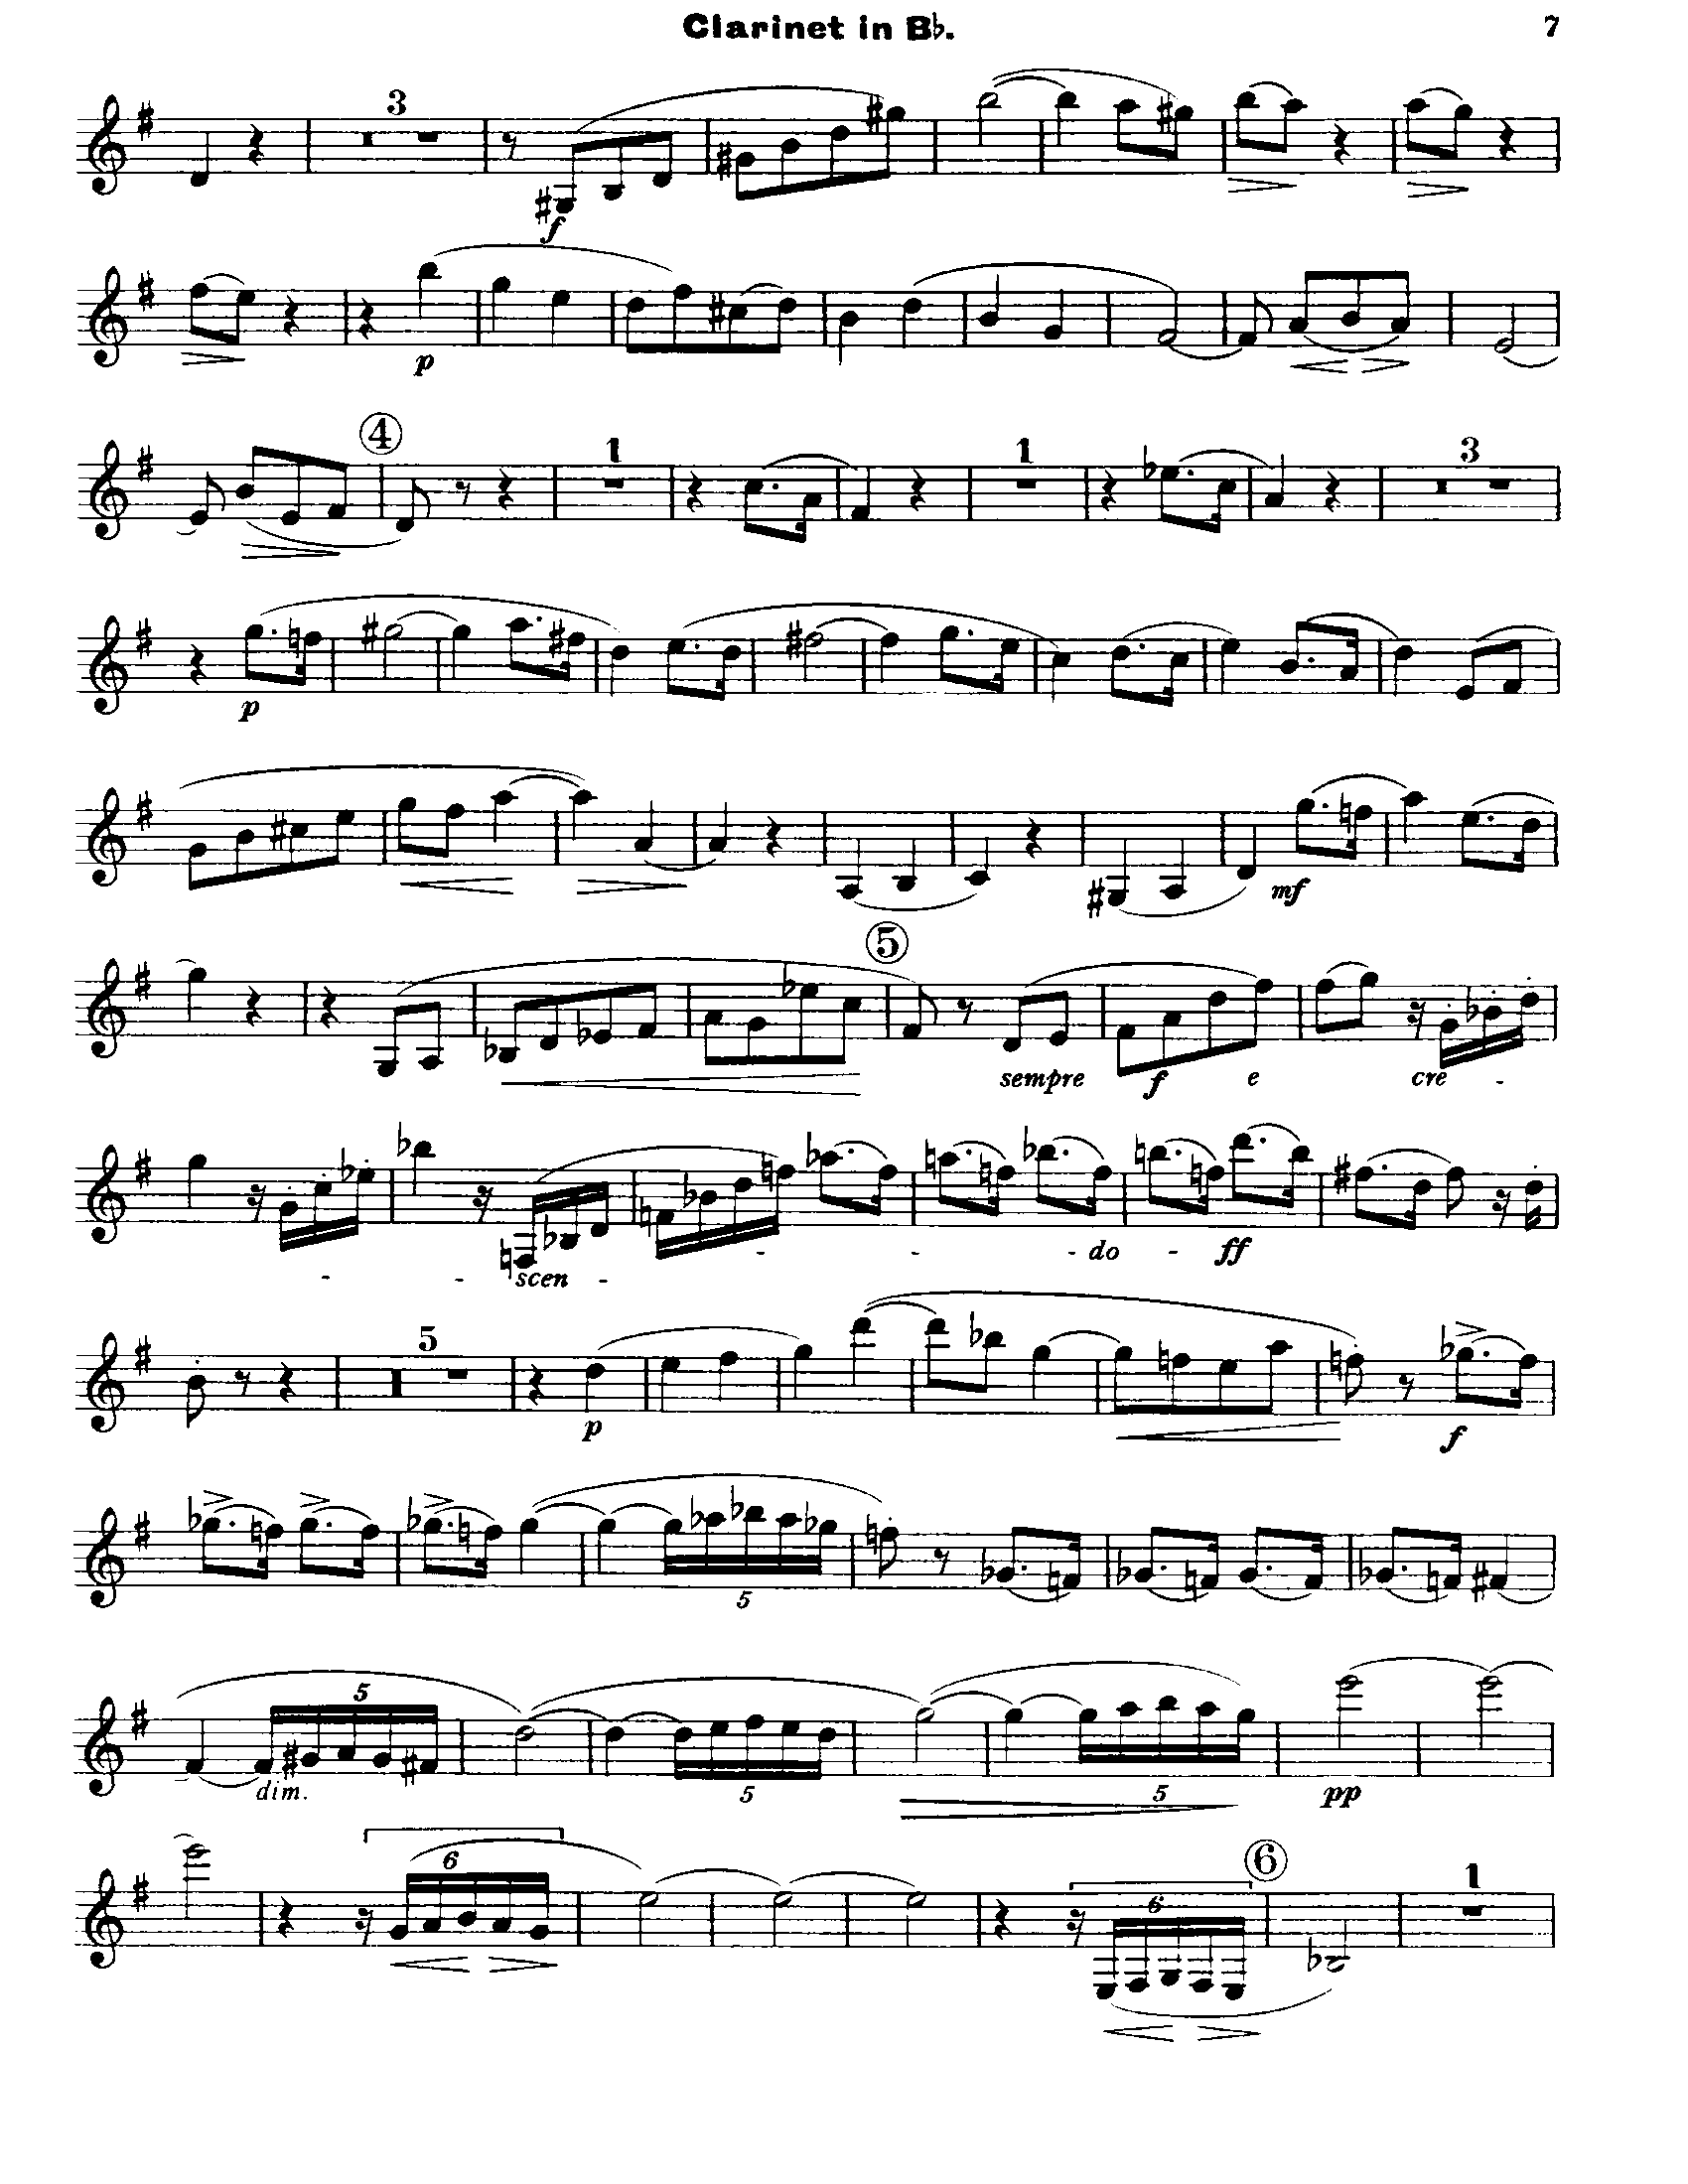 Clarinet in B♭. 7
3
f
p
4
1 1 3
p
mf
5
sempre f e cre -
- - scen - - - - do - ff
5
p f
5
5
dim. 5 5 pp
6 6 6 1